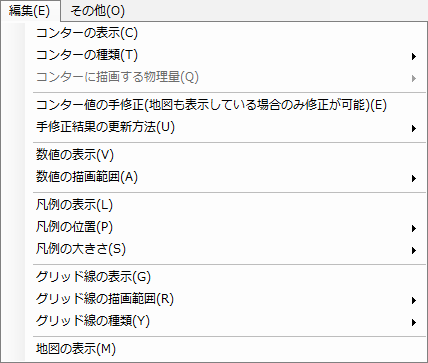 編集(E) その他(O)
コンターの表示(C)
コンターの種類(T)
コンターに描画する物理量(Q)
コンター値の手修正(地図も表示している場合のみ修正が可能)(E)
手修正結果の更新方法(U)
数値の表示(V)
数値の描画範囲(A)
凡例の表示(L)
凡例の位置(P)
凡例の大きさ(S)
グリッド線の表示(G)
グリッド線の描画範囲(R)
グリッド線の種類(Y)
地図の表示(M)